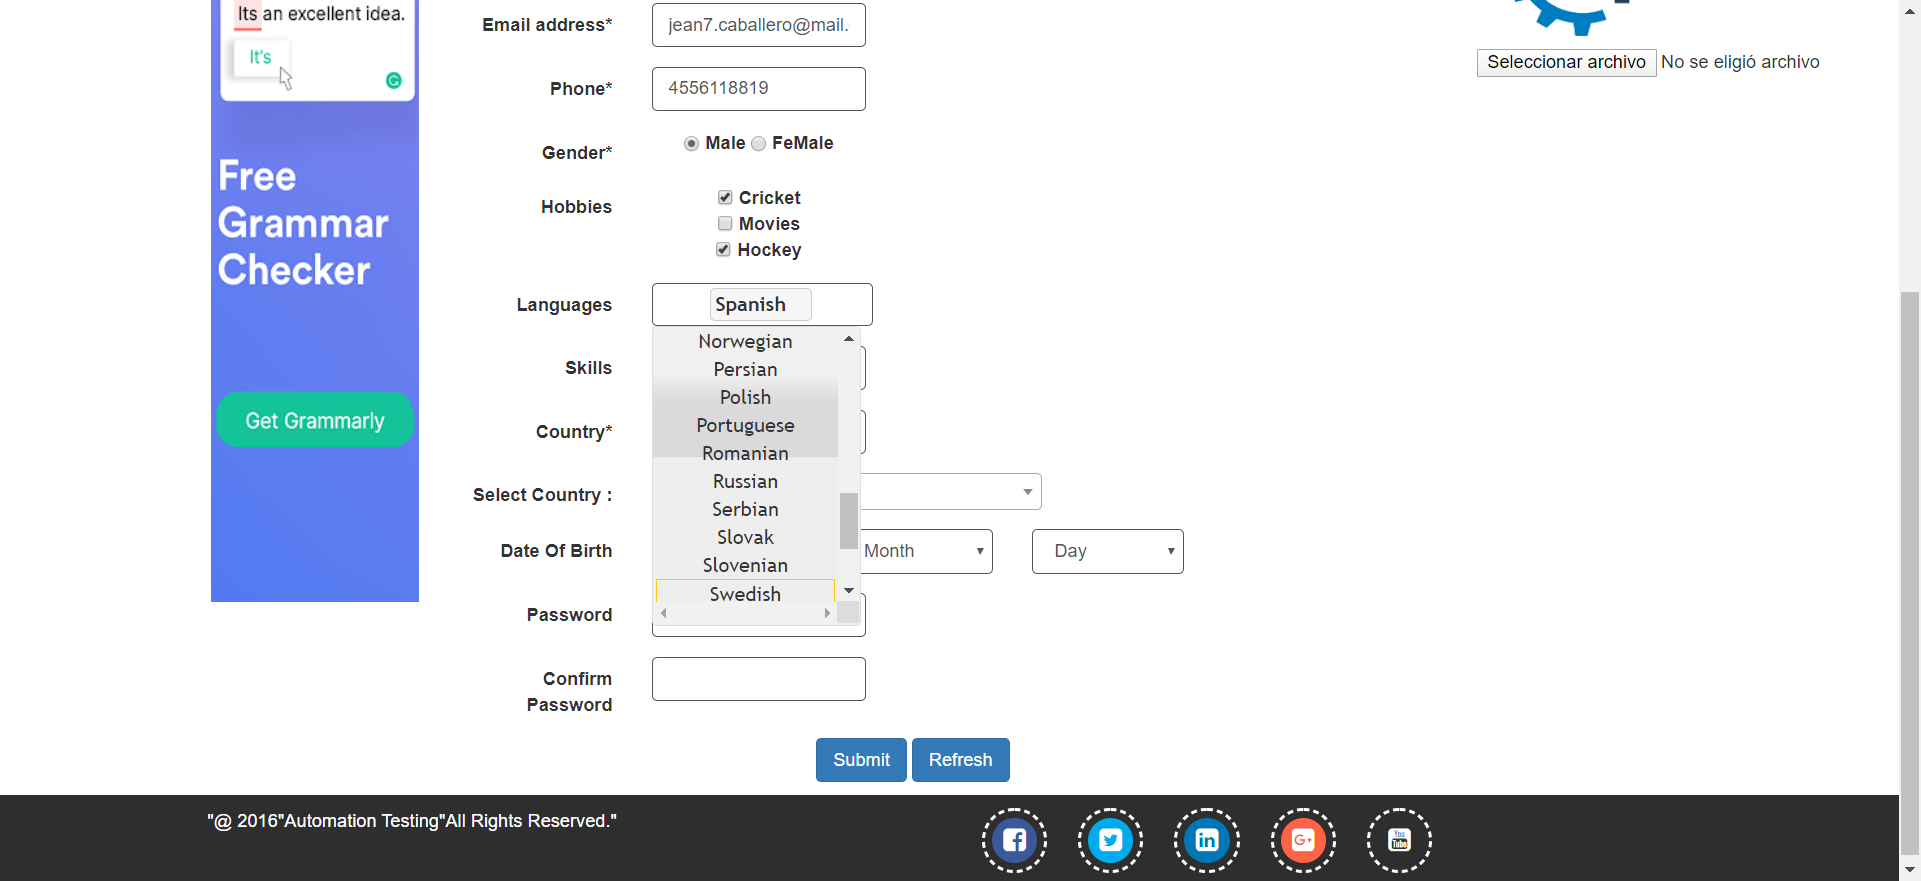 Its an excellent idea.
It's
Free
Grammar
Checker
Get Grammarly
Email address*
jean7.caballero@mail.
Seleccionar archivo No se eligió archivo
Phone*
4556118819
Gender*
Male FeMale
Hobbies
Cricket
Movies
Hockey
Languages
Spanish
Norwegian
Persian
Polish
Portuguese
Romanian
Russian
Serbian
Slovak
Slovenian
Swedish
Skills
Country*
Select Country :
Date Of Birth
Month
Day
Password
Confirm
Password
Submit Refresh
"@ 2016"Automation Testing"All Rights Reserved."
in
G+
You
Tube